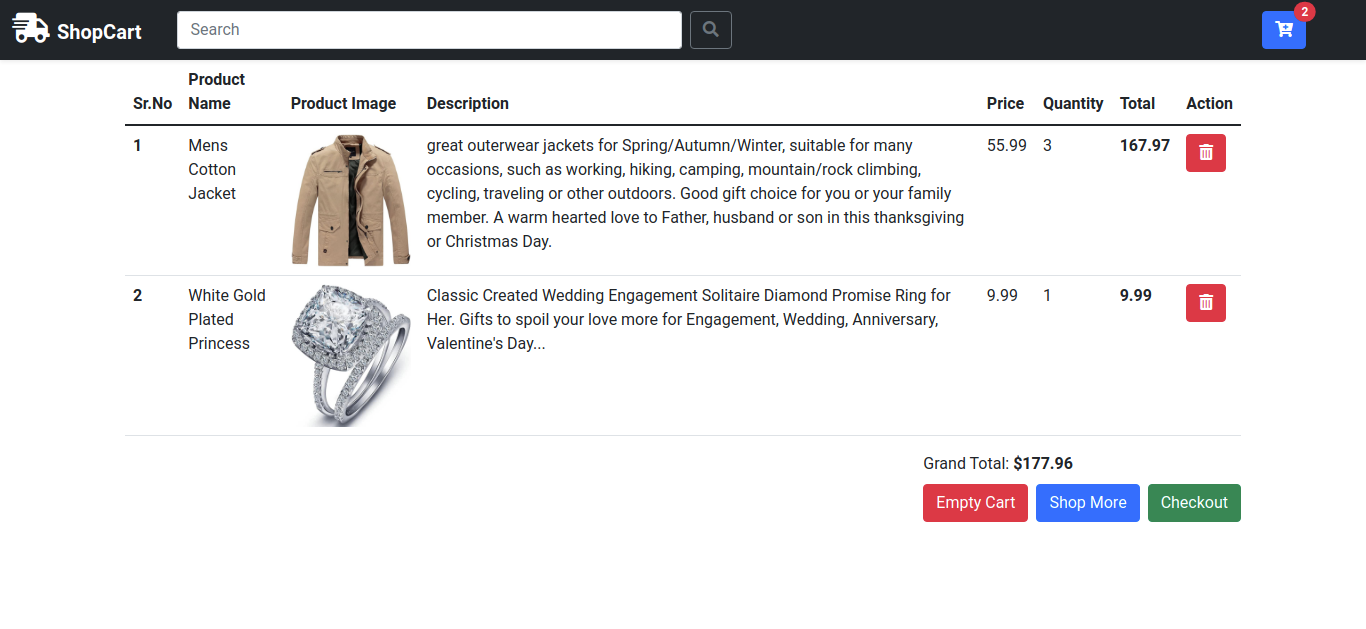 ShopCart
Search
2
Sr.No Product Name Product Image Description Price Quantity Total Action
1 Mens Cotton Jacket
great outerwear jackets for Spring/Autumn/Winter, suitable for many
occasions, such as working, hiking, camping, mountain/rock climbing,
cycling, traveling or other outdoors. Good gift choice for you or your family
member. A warm hearted love to Father, husband or son in this thanksgiving
or Christmas Day.
55.99 3 167.97
2 White Gold Plated Princess
Classic Created Wedding Engagement Solitaire Diamond Promise Ring for
Her. Gifts to spoil your love more for Engagement, Wedding, Anniversary,
Valentine's Day...
9.99 1 9.99
Grand Total: $177.96
Empty Cart Shop More Checkout